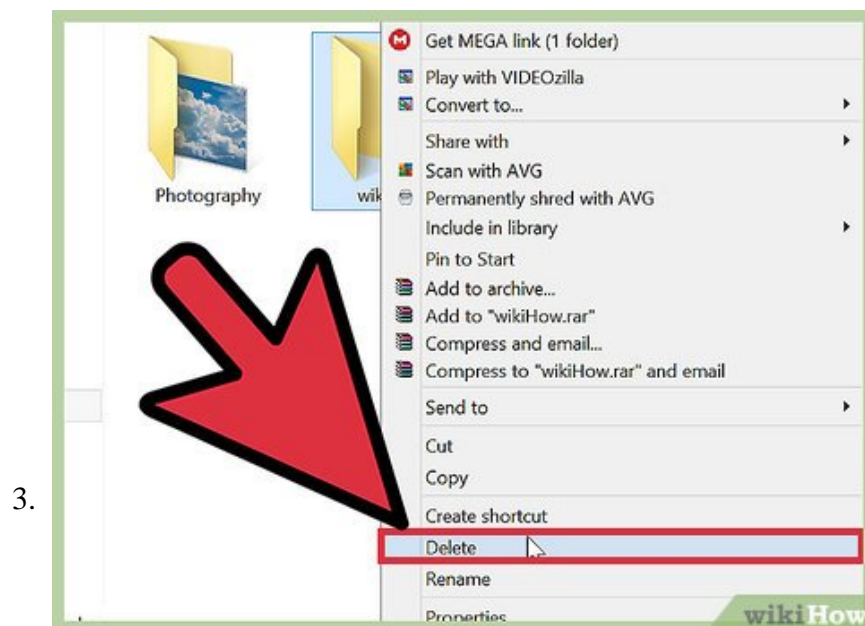 Get MEGA link (1 folder)
Play with VIDEOzilla
Convert to...
Share with
Scan with AVG
Permanently shred with AVG
Include in library
Pin to Start
Add to archive...
Add to "wikiHow.rar"
Compress and email...
Compress to "wikiHow.rar" and email
Send to
Cut
Copy
Create shortcut
Delete
Rename
Properties
Photography
wik
3.
wikiHow